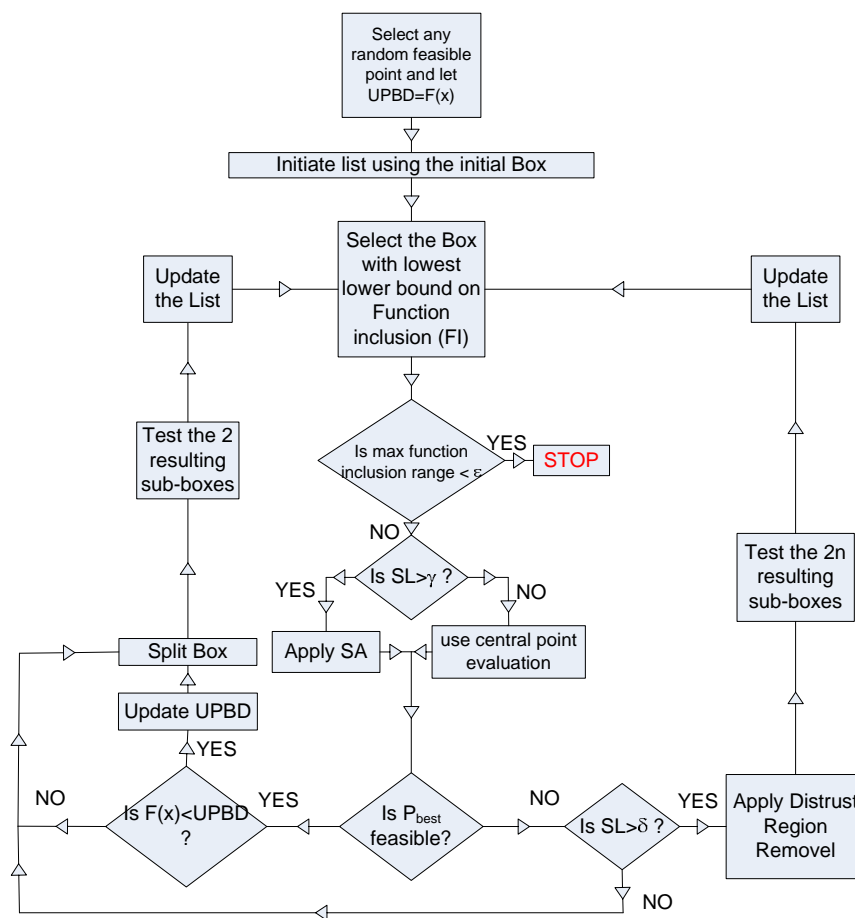 Select any
random feasible
point and let
UPBD=F(x)
Initiate list using the initial Box
Select the Box
with lowest
lower bound on
Function
inclusion (FI)
Update
the List
Update
the List
Test the 2
resulting
sub-boxes
Is max function
inclusion range < ε
YES
STOP
NO
Is SL>γ ?
YES
NO
Apply SA
use central point
evaluation
Test the 2n
resulting
sub-boxes
Split Box
Update UPBD
YES
NO
Is F(x)<UPBD
?
YES
Is Pbest
feasible?
NO
Is SL>δ ?
YES
Apply Distrust
Region
Removel
NO